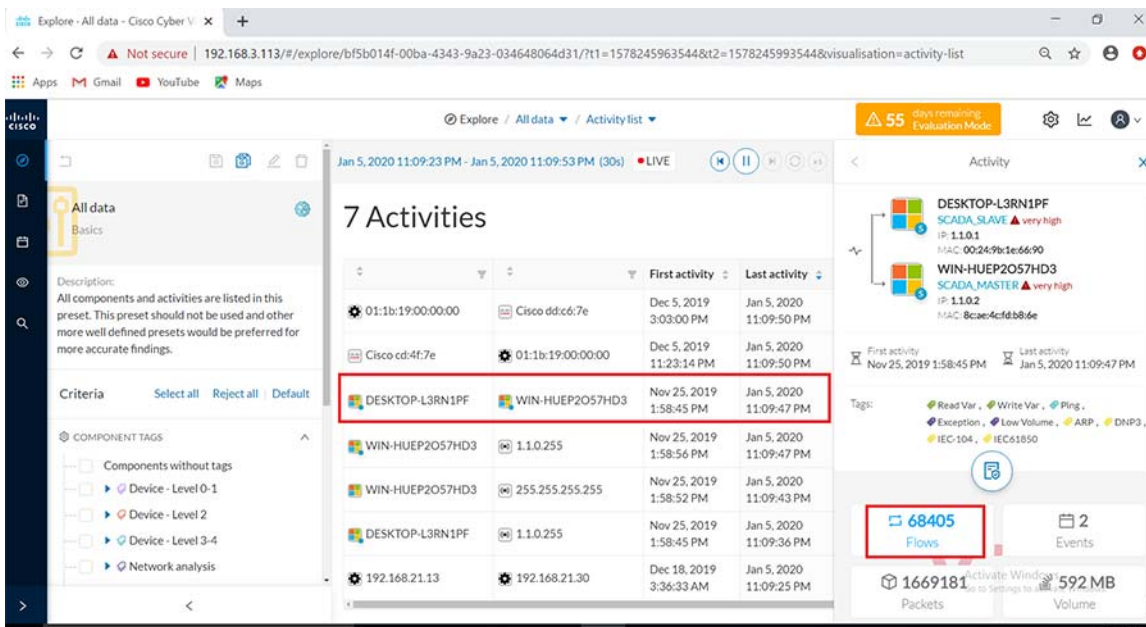 Explore - All data - Cisco Cyber V
Not secure | 192.168.3.113/#/explore/bf5b014f-00ba-4343-9a23-034648064d31/?t1=1578245963544&t2=1578245993544&visualisation=activity-list
Apps Gmail YouTube Maps
CISCO
Explore / All data / Activity list
55 days remaining
Evaluation Mode
All data
Basics
Description:
All components and activities are listed in this
preset. This preset should not be used and other
more well defined presets would be preferred for
more accurate findings.
Criteria Select all Reject all Default
COMPONENT TAGS
Components without tags
Device - Level 0-1
Device - Level 2
Device - Level 3-4
Network analysis
Jan 5, 2020 11:09:23 PM - Jan 5, 2020 11:09:53 PM (30s) LIVE
x1
7 Activities
First activity Last activity
01:1b:19:00:00:00 Cisco dd:c6:7e Dec 5, 2019 Jan 5, 2020
3:03:00 PM 11:09:50 PM
Cisco cd:4f:7e 01:1b:19:00:00:00 Dec 5, 2019 Jan 5, 2020
11:23:14 PM 11:09:50 PM
DESKTOP-L3RN1PF WIN-HUEP2O57HD3 Nov 25, 2019 Jan 5, 2020
1:58:45 PM 11:09:47 PM
WIN-HUEP2O57HD3 1.1.0.255 Nov 25, 2019 Jan 5, 2020
1:58:56 PM 11:09:47 PM
WIN-HUEP2O57HD3 255.255.255.255 Nov 25, 2019 Jan 5, 2020
1:58:52 PM 11:09:43 PM
DESKTOP-L3RN1PF 1.1.0.255 Nov 25, 2019 Jan 5, 2020
1:58:45 PM 11:09:36 PM
192.168.21.13 192.168.21.30 Dec 18, 2019 Jan 5, 2020
3:36:33 AM 11:09:25 PM
Activity
DESKTOP-L3RN1PF
SCADA_SLAVE very high
IP: 1.1.0.1
MAC: 00:24:9b:1e:66:90
WIN-HUEP2O57HD3
SCADA_MASTER very high
IP: 1.1.0.2
MAC: 8c:ae:4c:fd:b8:6e
First activity
Nov 25, 2019 1:58:45 PM
Last activity
Jan 5, 2020 11:09:47 PM
Tags: Read Var , Write Var , Ping ,
Exception , Low Volume , ARP , DNP3 ,
IEC-104 , IEC61850
68405
Flows
2
Events
1669181
Packets
592 MB
Volume
Activate Windows